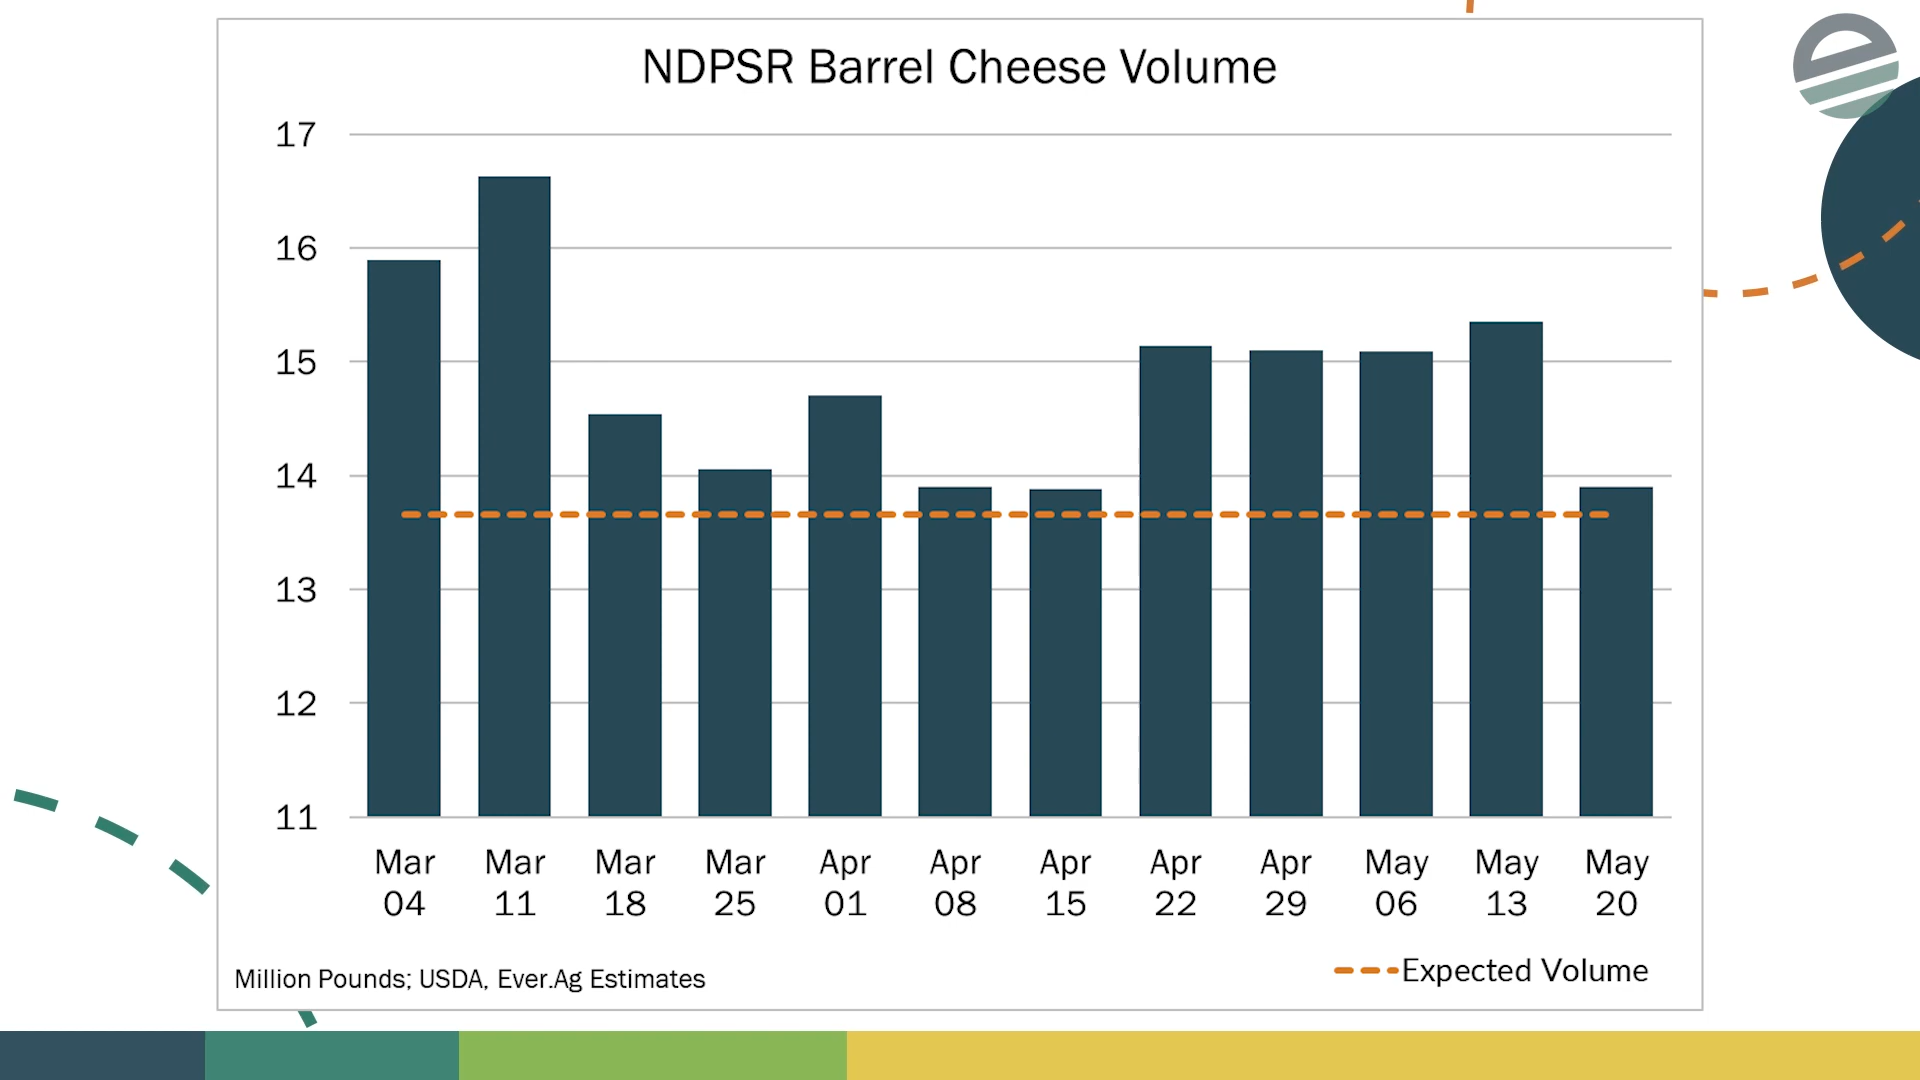 NDPSR Barrel Cheese Volume
17
16
15
14
13
12
11
Mar Mar Mar Mar Apr Apr Apr Apr Apr May May May
04 11 18 25 01 08 15 22 29 06 13 20
Million Pounds; USDA, Ever.Ag Estimates
Expected Volume